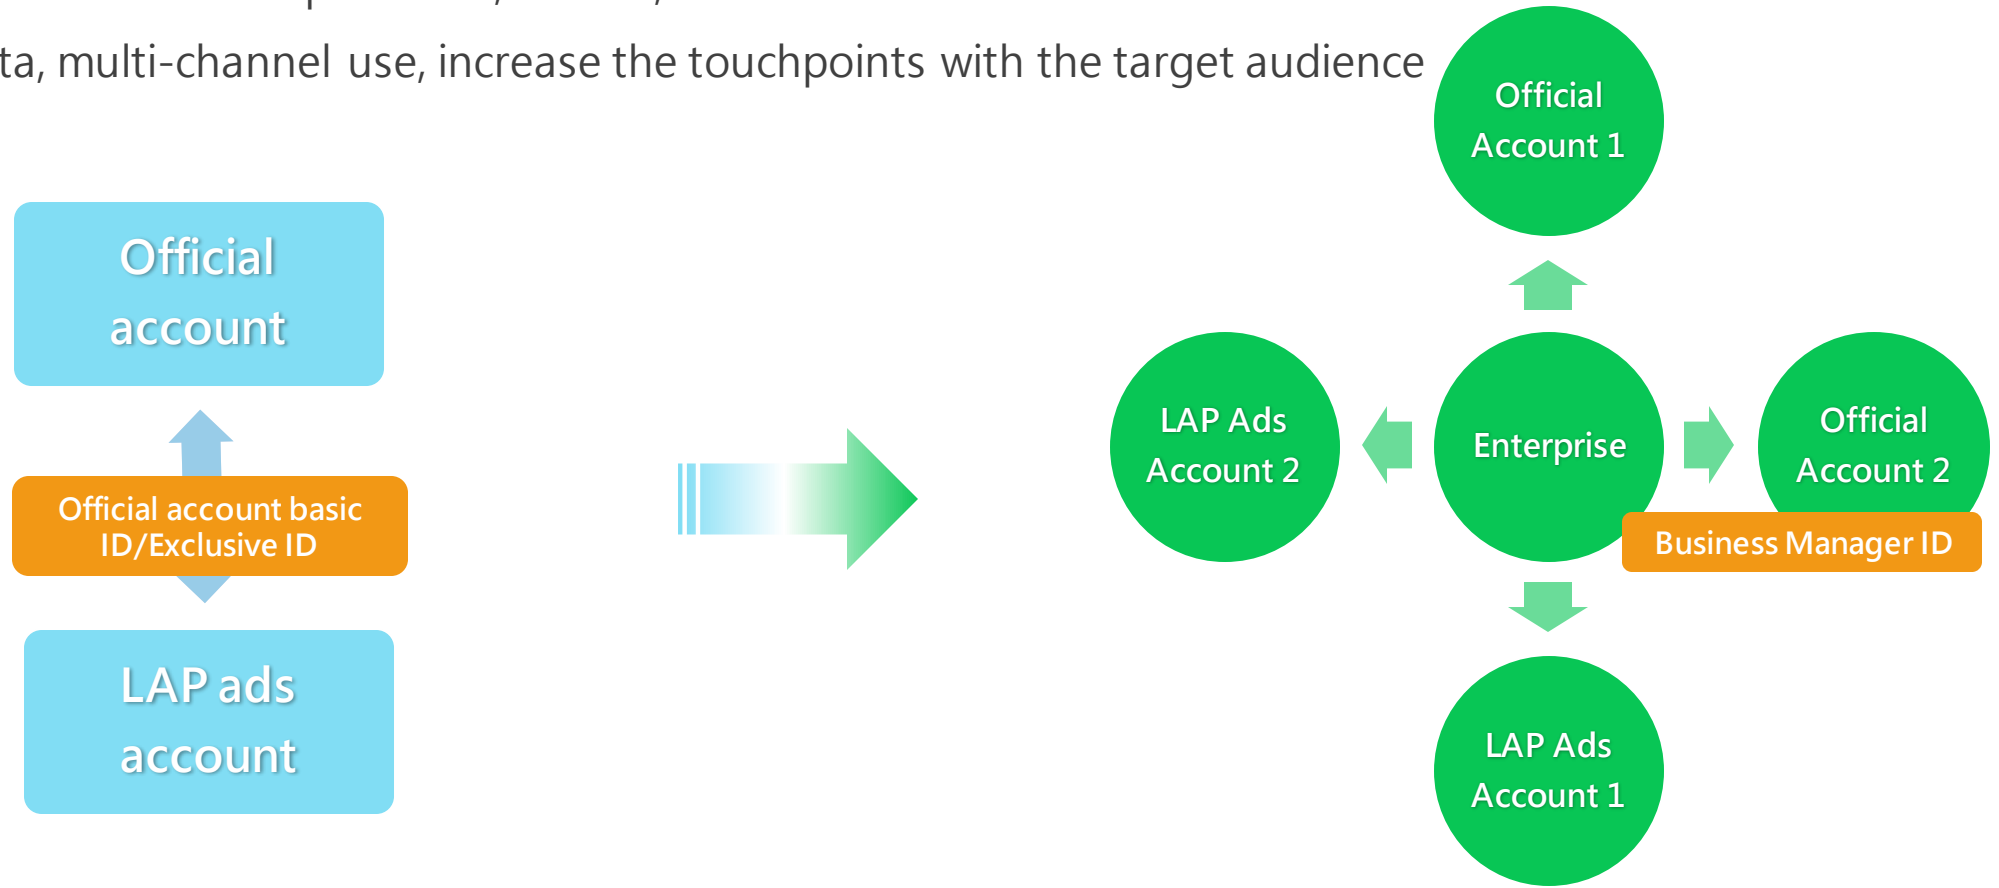 ta, multi-channel use, increase the touchpoints with the target audience
Official
account
Official account basic
ID/Exclusive ID
LAP ads
account
Official
Account 1
LAP Ads
Account 2
Enterprise
Official
Account 2
Business Manager ID
LAP Ads
Account 1